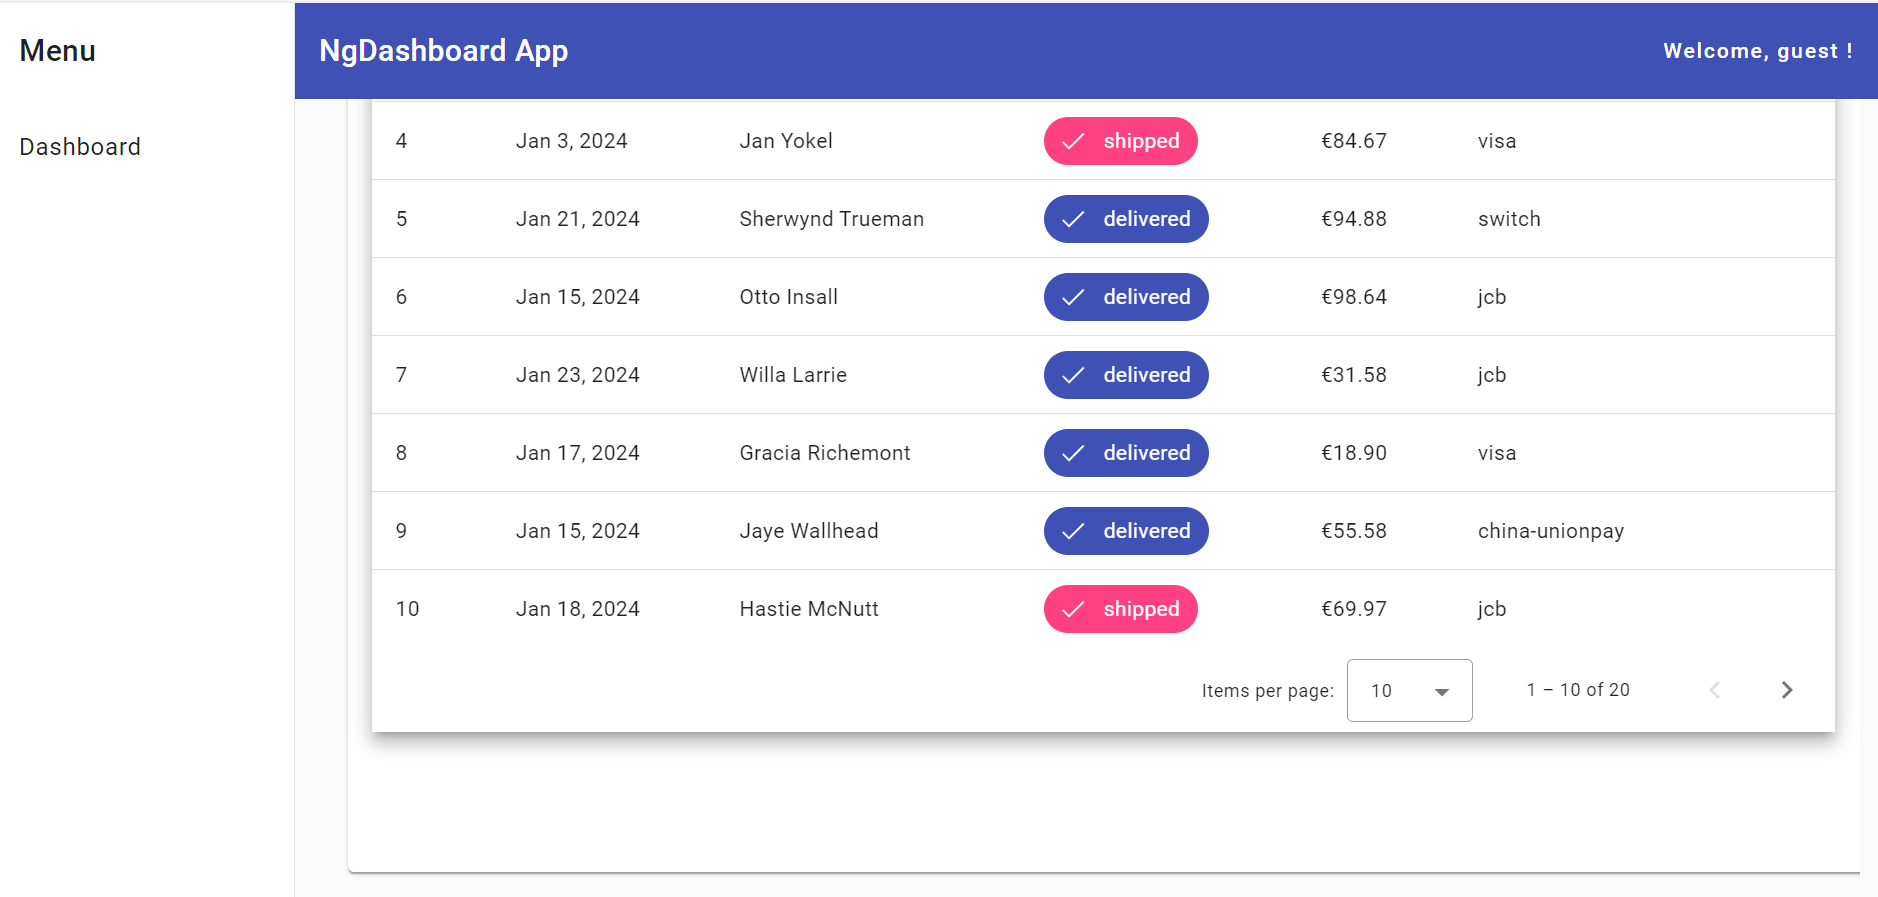 Menu
NgDashboard App
Welcome, guest !
Dashboard
4 Jan 3, 2024 Jan Yokel shipped €84.67 visa
5 Jan 21, 2024 Sherwynd Trueman delivered €94.88 switch
6 Jan 15, 2024 Otto Insall delivered €98.64 jcb
7 Jan 23, 2024 Willa Larrie delivered €31.58 jcb
8 Jan 17, 2024 Gracia Richemont delivered €18.90 visa
9 Jan 15, 2024 Jaye Wallhead delivered €55.58 china-unionpay
10 Jan 18, 2024 Hastie McNutt shipped €69.97 jcb
Items per page: 10 1 – 10 of 20